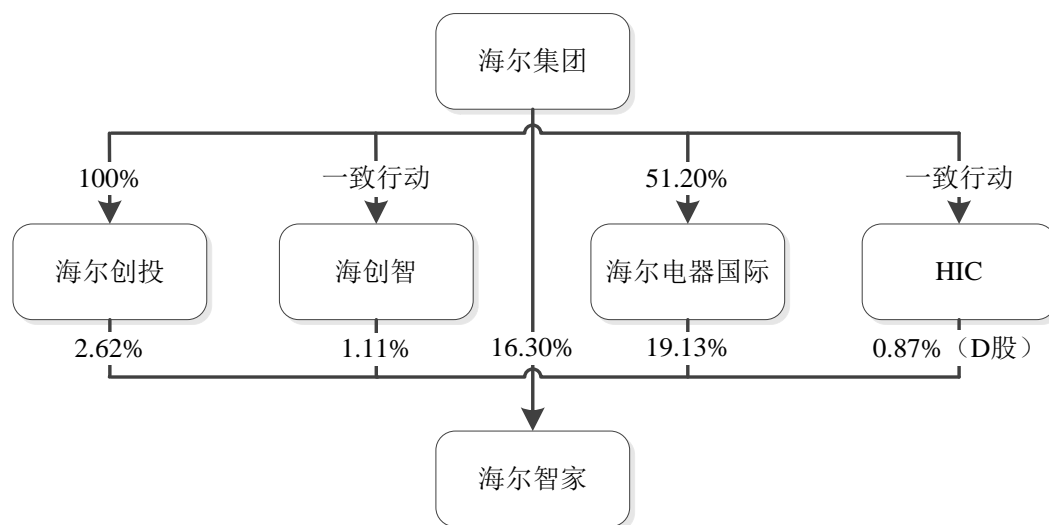 海尔集团
100%
一致行动
51.20%
一致行动
海尔创投
海创智
海尔电器国际
HIC
2.62%
1.11%
16.30%
19.13%
0.87%（D股）
海尔智家